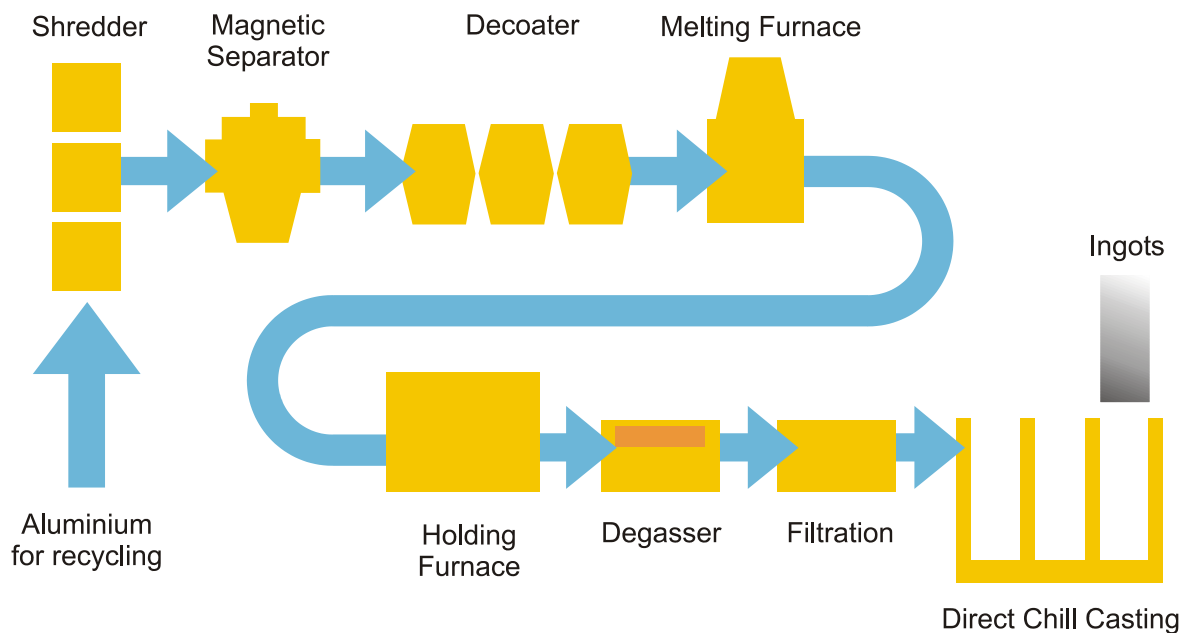 Shredder
Magnetic
Separator
Decoater
Melting Furnace
Ingots
Aluminium
for recycling
Holding
Furnace
Degasser
Filtration
Direct Chill Casting